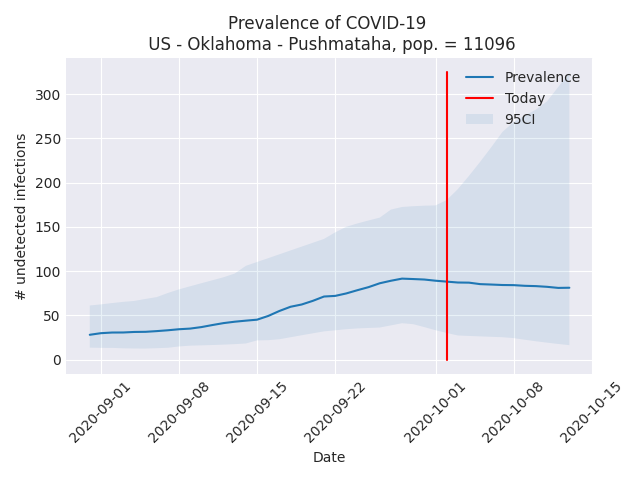 Prevalence of COVID-19
US - Oklahoma - Pushmataha, pop. = 11096
Prevalence
Today
95CI
# undetected infections
300
250
200
150
100
50
0
2020-09-01
2020-09-08
2020-09-15
2020-09-22
2020-10-01
2020-10-08
2020-10-15
Date